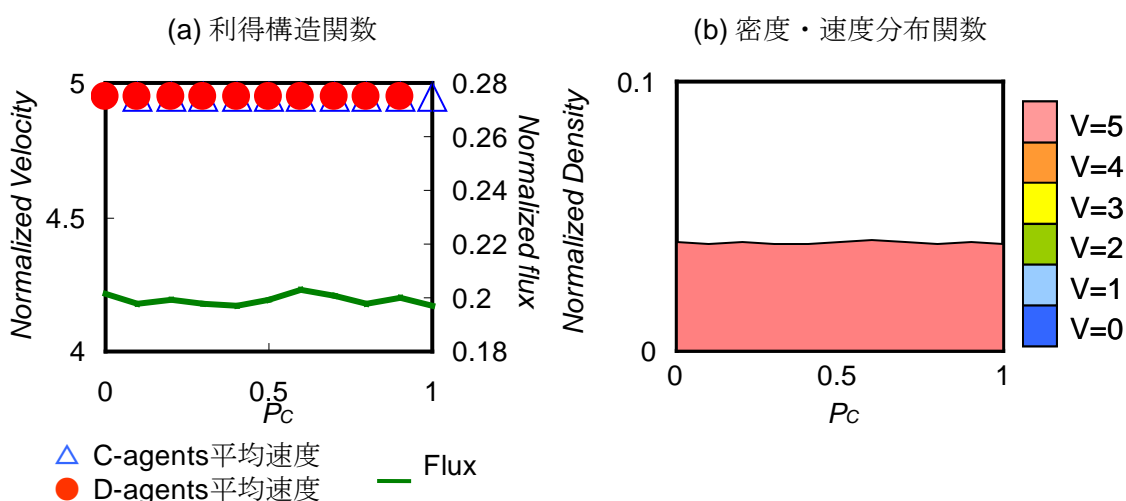 (a) 利得構造関数
5
4.5
4
Normalized Velocity
0.28
0.26
0.24
0.22
0.2
0.18
Normalized flux
0
0.5
1
PC
C-agents平均速度
D-agents平均速度
Flux
(b) 密度・速度分布関数
0.1
0
Normalized Density
0
0.5
1
PC
V=5
V=4
V=3
V=2
V=1
V=0